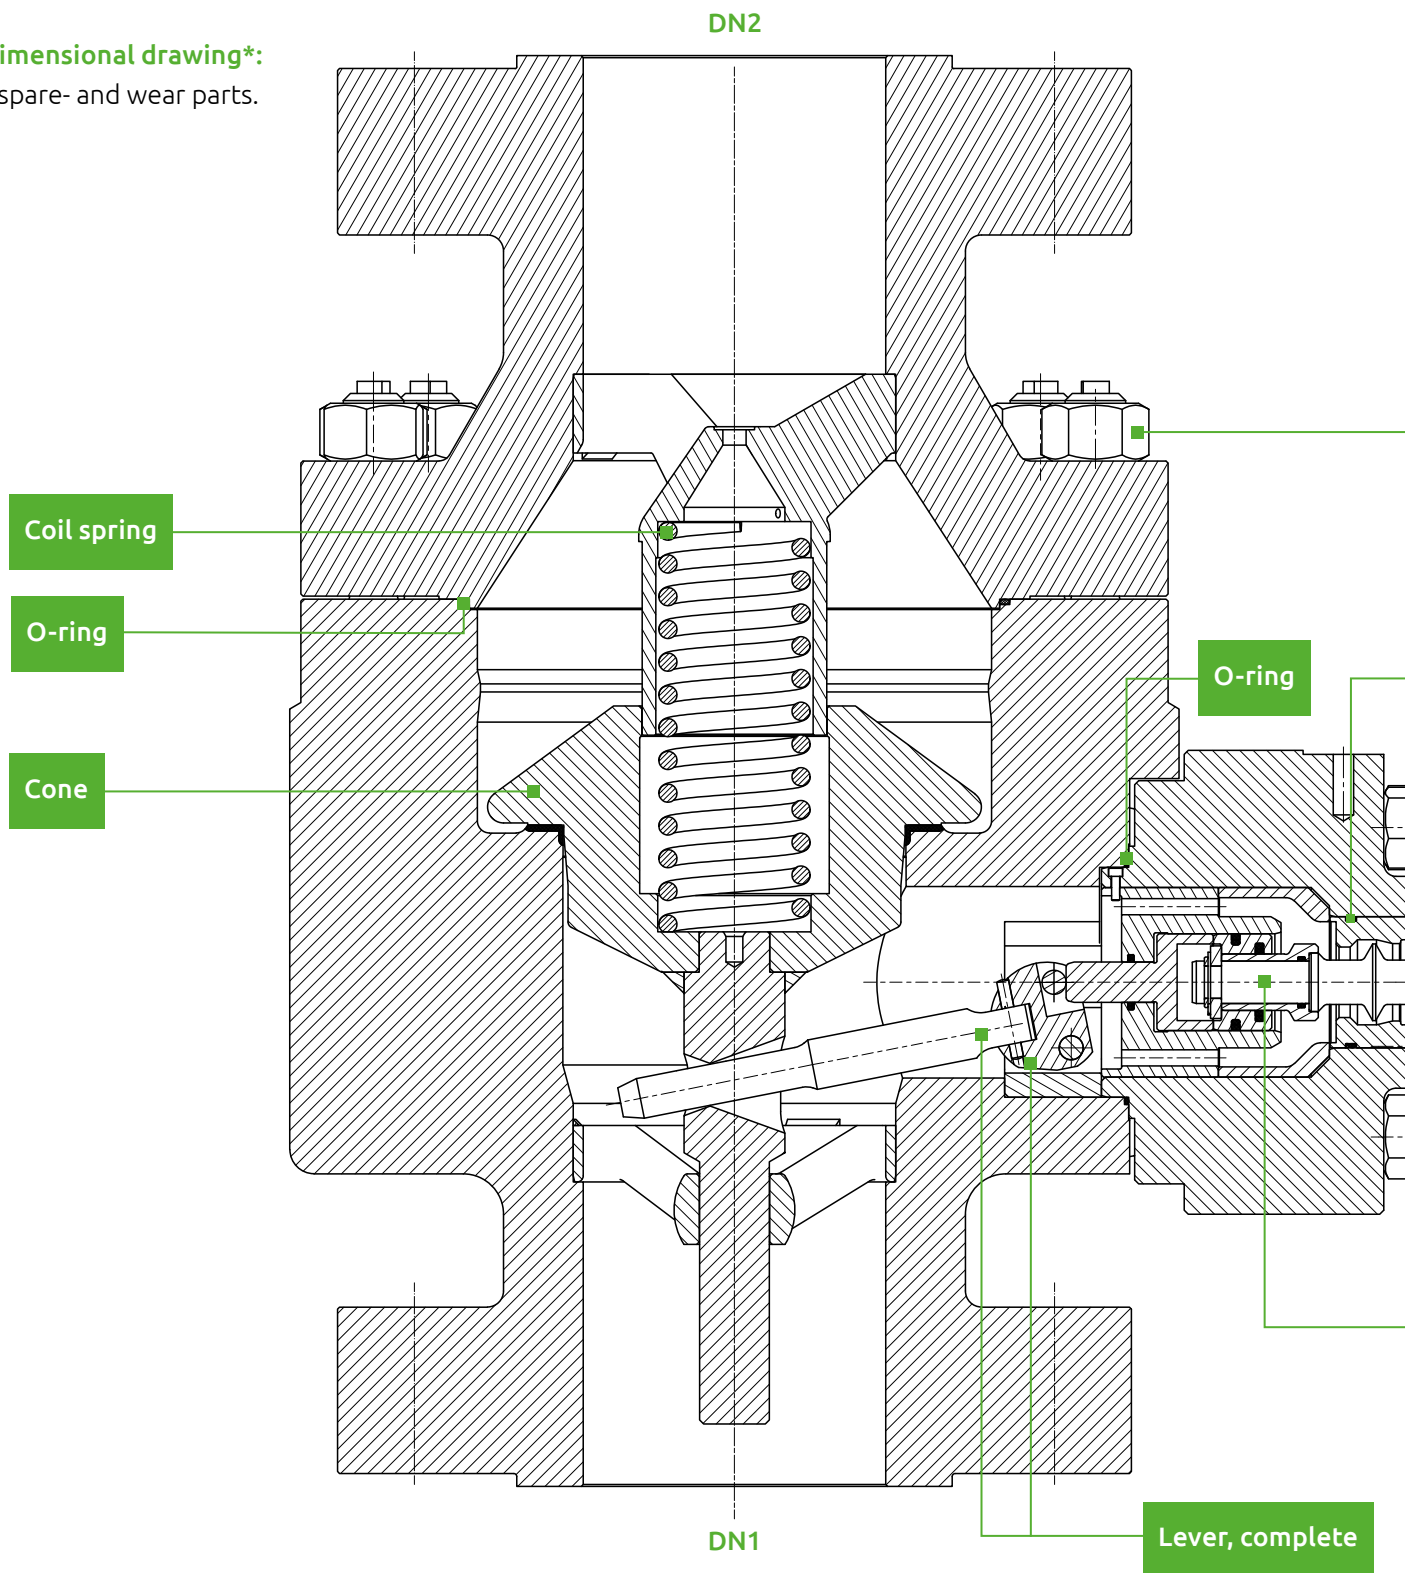 DN2
imensional drawing*:
spare- and wear parts.
Coil spring
O-ring
O-ring
Cone
DN1
Lever, complete